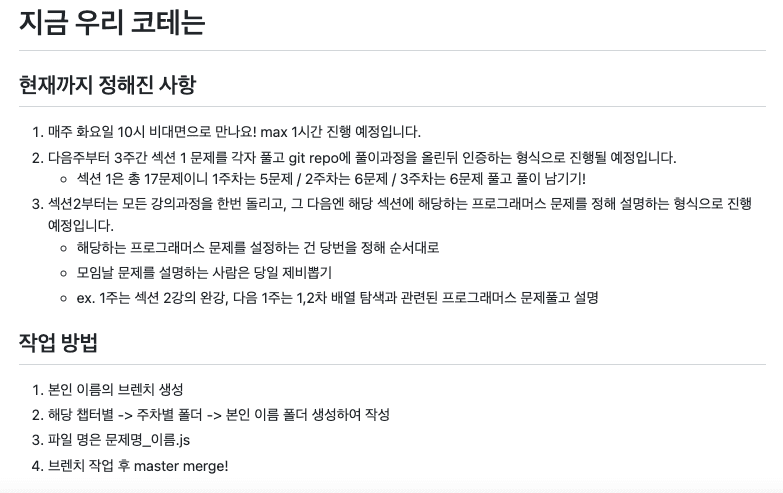 지금 우리 코테는
현재까지 정해진 사항
1. 매주 화요일 10시 비대면으로 만나요! max 1시간 진행 예정입니다.
2. 다음주부터 3주간 섹션 1 문제를 각자 풀고 git repo에 풀이과정을 올린뒤 인증하는 형식으로 진행될 예정입니다.
◦ 섹션 1은 총 17문제이니 1주차는 5문제 / 2주차는 6문제 / 3주차는 6문제 풀고 풀이 남기기!
3. 섹션2부터는 모든 강의과정을 한번 돌리고, 그 다음엔 해당 섹션에 해당하는 프로그래머스 문제를 정해 설명하는 형식으로 진행
예정입니다.
◦ 해당하는 프로그래머스 문제를 설정하는 건 당번을 정해 순서대로
◦ 모임날 문제를 설명하는 사람은 당일 제비뽑기
◦ ex. 1주는 섹션 2강의 완강, 다음 1주는 1,2차 배열 탐색과 관련된 프로그래머스 문제풀고 설명
작업 방법
1. 본인 이름의 브렌치 생성
2. 해당 챕터별 -> 주차별 폴더 -> 본인 이름 폴더 생성하여 작성
3. 파일 명은 문제명_이름.js
4. 브렌치 작업 후 master merge!